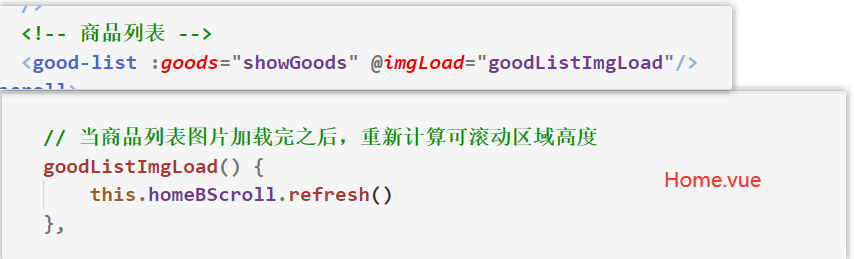 />
<!-- 商品列表 -->
<good-list :goods="showGoods" @imgLoad="goodListImgLoad"/>
scroll>
// 当商品列表图片加载完之后，重新计算可滚动区域高度
goodListImgLoad() {
this.homeBScroll.refresh()
Home.vue
},